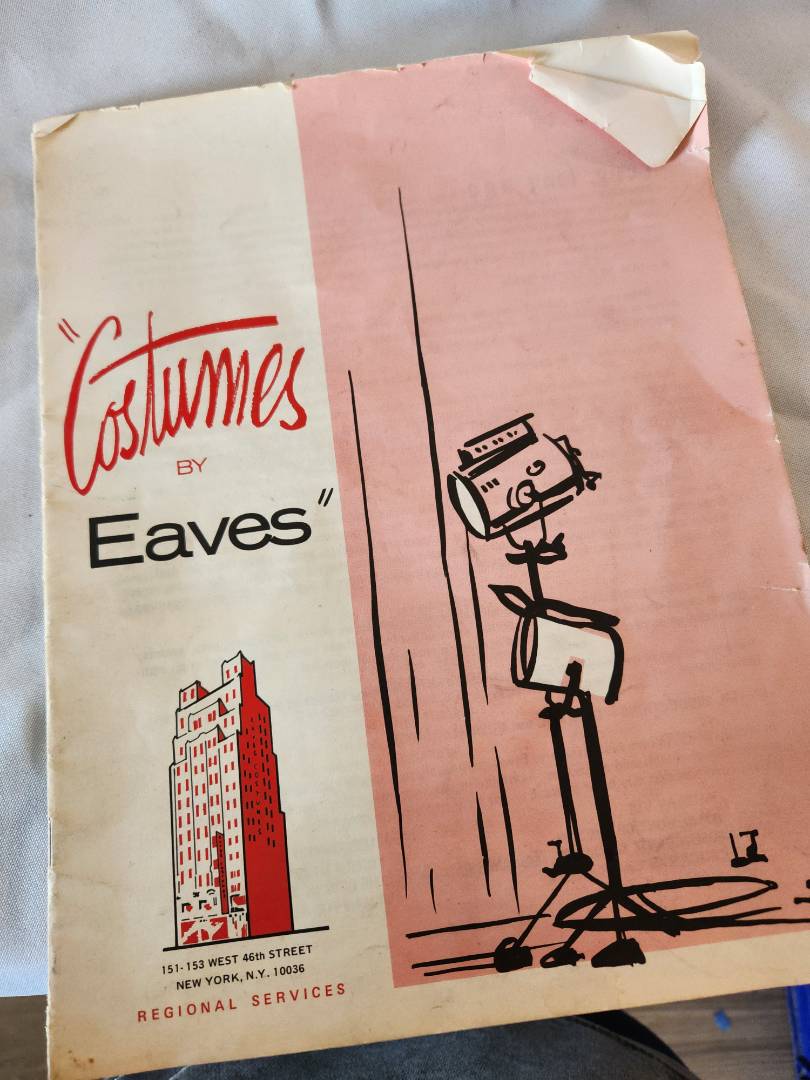 "Costumes
BY
Eaves"
151-153 WEST 46th STREET
NEW YORK, N.Y. 10036
REGIONAL SERVICES